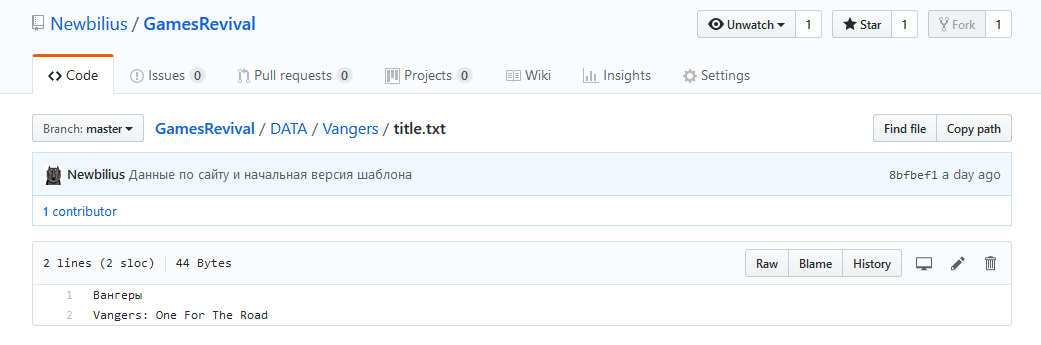 Newbilius / GamesRevival
Unwatch 1 Star 1 Fork 1
Code Issues 0 Pull requests 0 Projects 0 Wiki Insights Settings
Branch: master GamesRevival / DATA / Vangers / title.txt Find file Copy path
Newbilius Данные по сайту и начальная версия шаблона 8bfbef1 a day ago
1 contributor
2 lines (2 sloc) 44 Bytes Raw Blame History
1 Вангеры
2 Vangers: One For The Road